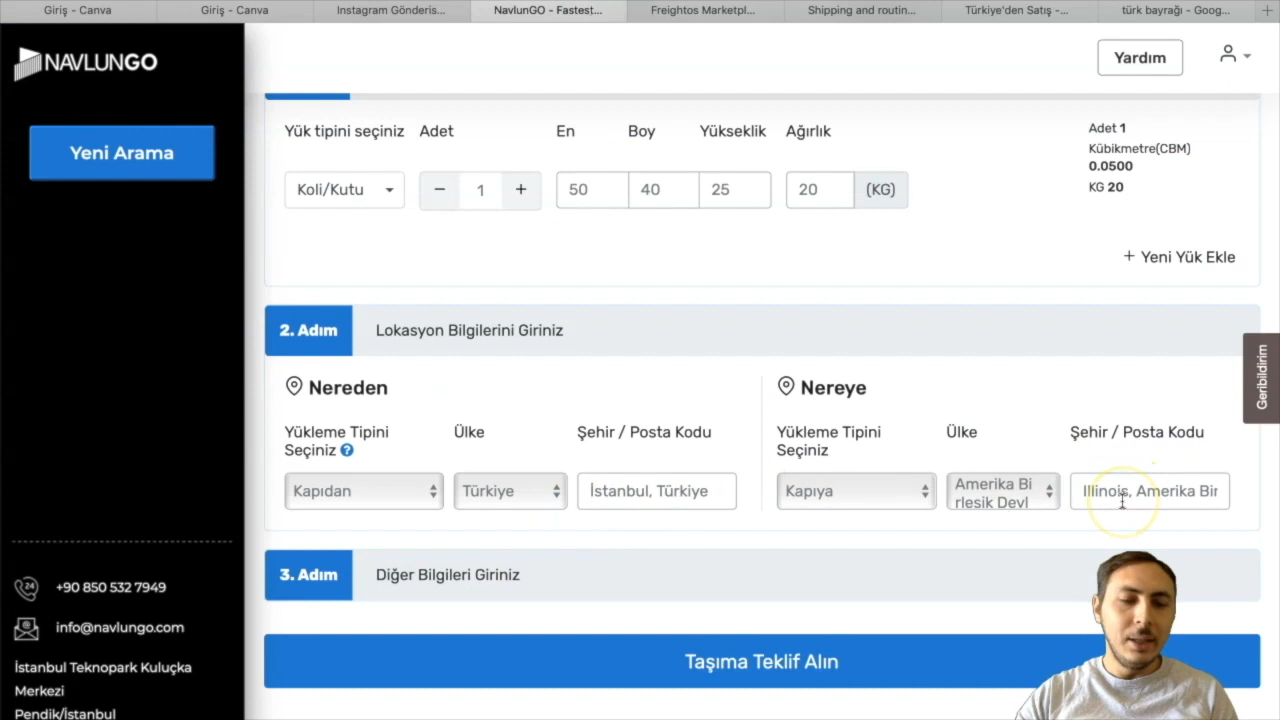 Giriş - Canva
Giriş - Canva
Instagram Gönderis...
NavlunGO - Fastest...
Freightos Marketpl...
Shipping and routin...
Türkiye'den Satış -...
türk bayrağı - Goog...
NAVLUNGO
Yardım
Yeni Arama
Yük tipini seçiniz Adet En Boy Yükseklik Ağırlık
Koli/Kutu − 1 + 50 40 25 20 (KG)
Adet 1
Kübikmetre(CBM)
0.0500
KG 20
+ Yeni Yük Ekle
2. Adım Lokasyon Bilgilerini Giriniz
Geribildirim
Nereden
Yükleme Tipini
Seçiniz ?
Ülke
Şehir / Posta Kodu
Kapıdan
Türkiye
İstanbul, Türkiye
Nereye
Yükleme Tipini
Seçiniz
Ülke
Şehir / Posta Kodu
Kapıya
Amerika Bi
rlesik Devl
Illinois, Amerika Bir
3. Adım Diğer Bilgileri Giriniz
Taşıma Teklif Alın
24
+90 850 532 7949
info@navlungo.com
İstanbul Teknopark Kuluçka
Merkezi
Pendik/İstanbul